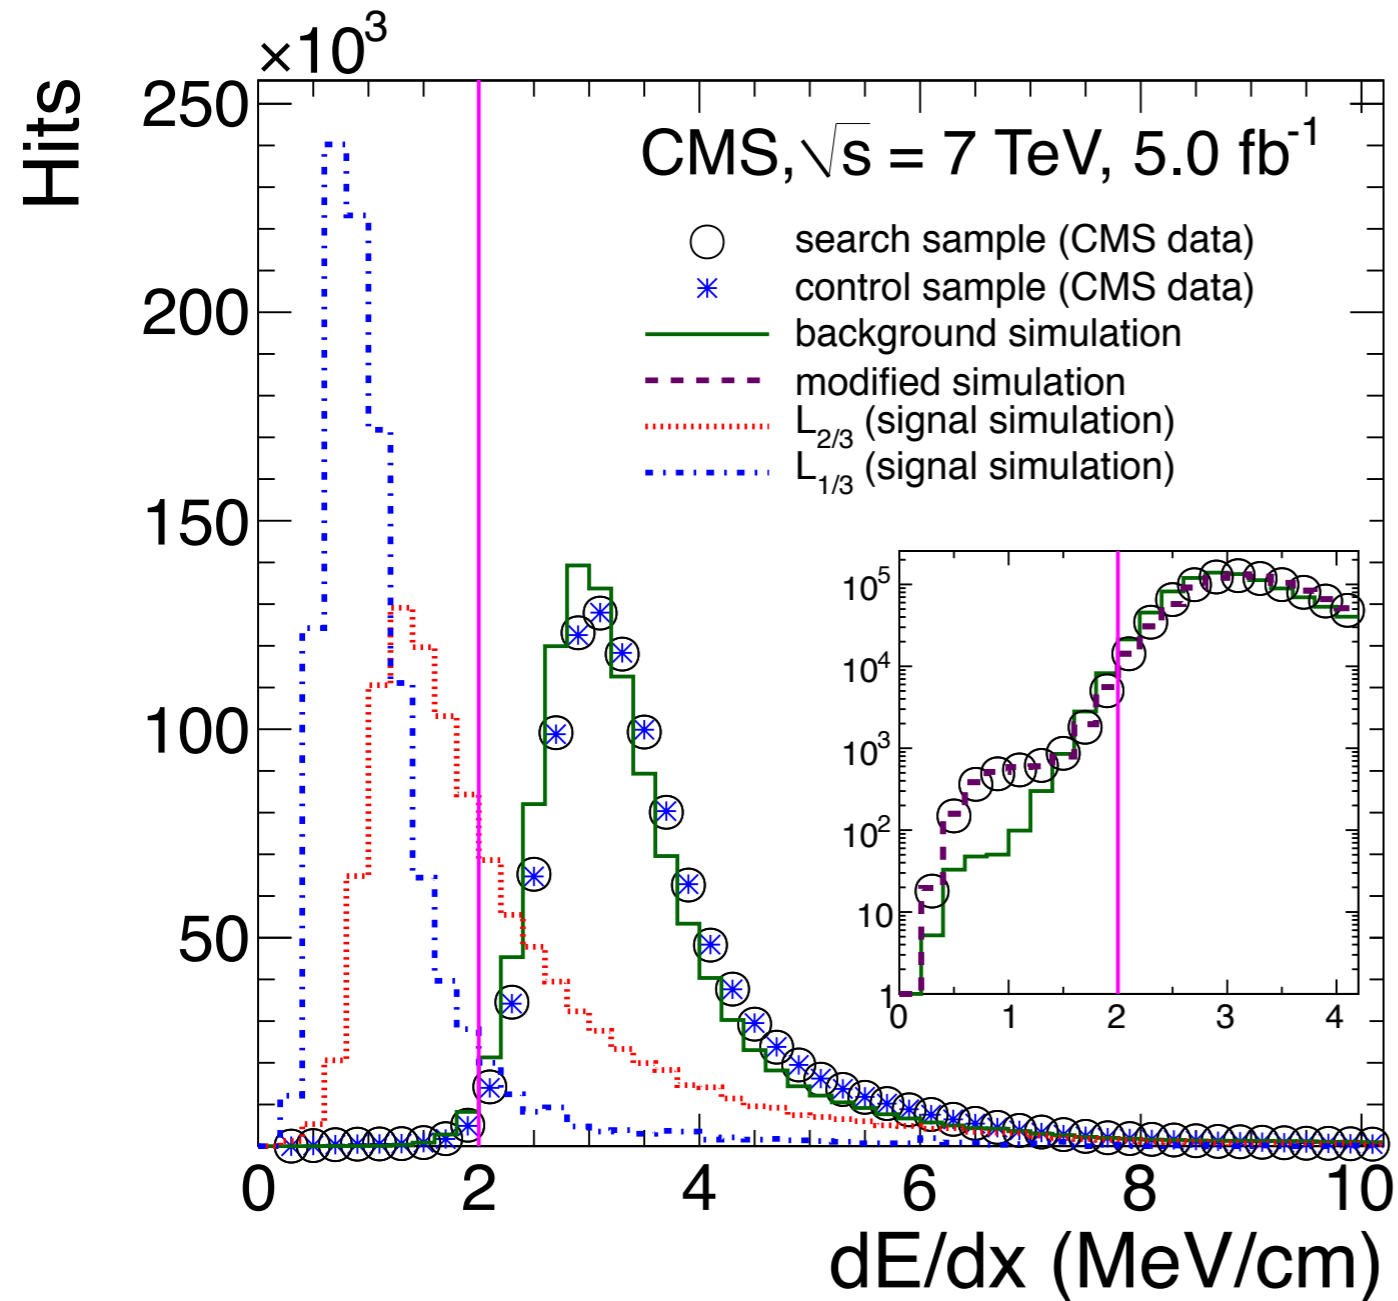 ×10³
Hits
250
200
150
100
50
0
2
4
6
8
10
dE/dx (MeV/cm)
CMS, √s = 7 TeV, 5.0 fb⁻¹
search sample (CMS data)
control sample (CMS data)
background simulation
modified simulation
L₂/₃ (signal simulation)
L₁/₃ (signal simulation)
10⁵
10⁴
10³
10²
10
1
0
1
2
3
4